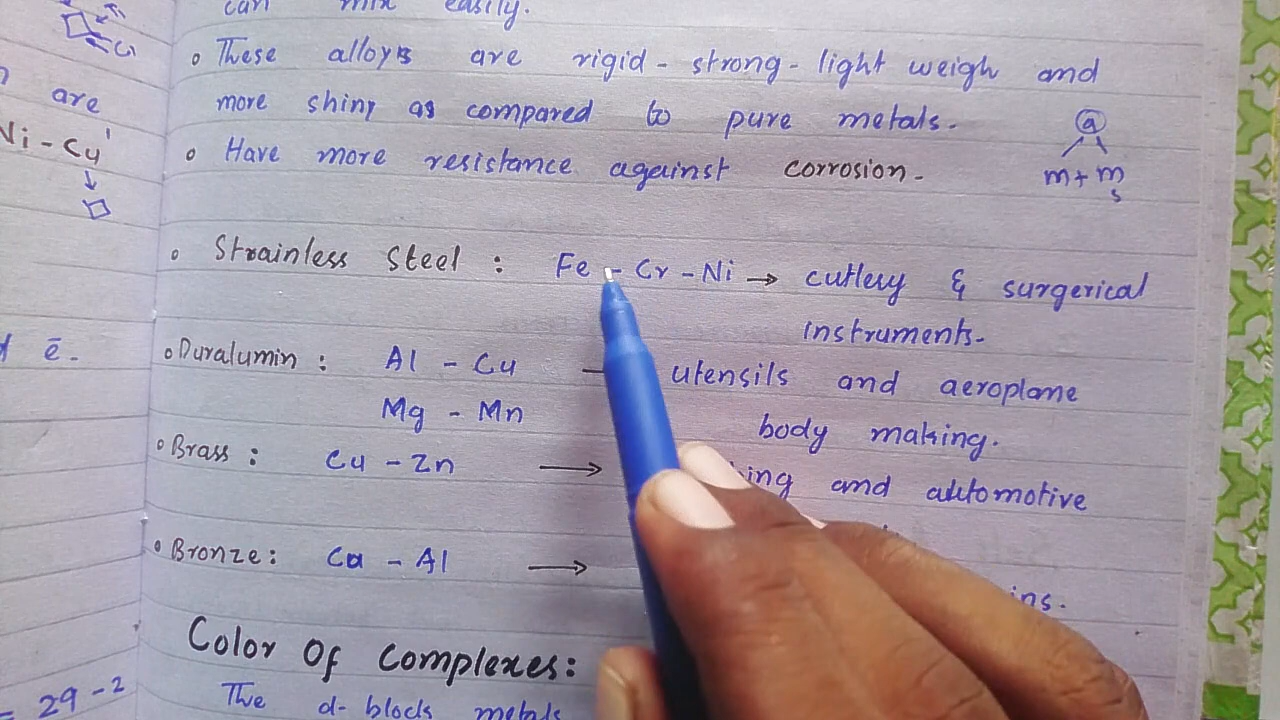 can mix easily.
These alloys are rigid - strong - light weigh and
more shiny as compared to pure metals.
a
m + m
s
Have more resistance against corrosion.
are
Ni - Cu
Strainless Steel : Fe - Cr - Ni → cutlery & surgerical
instruments.
ē.
Duralumin : Al - Cu utensils and aeroplane
Mg - Mn body making.
Brass : Cu - Zn → and automotive
Bronze : Ca - Al → ins.
Color Of Complexes:
= 29 - 2
The d- blocls metals